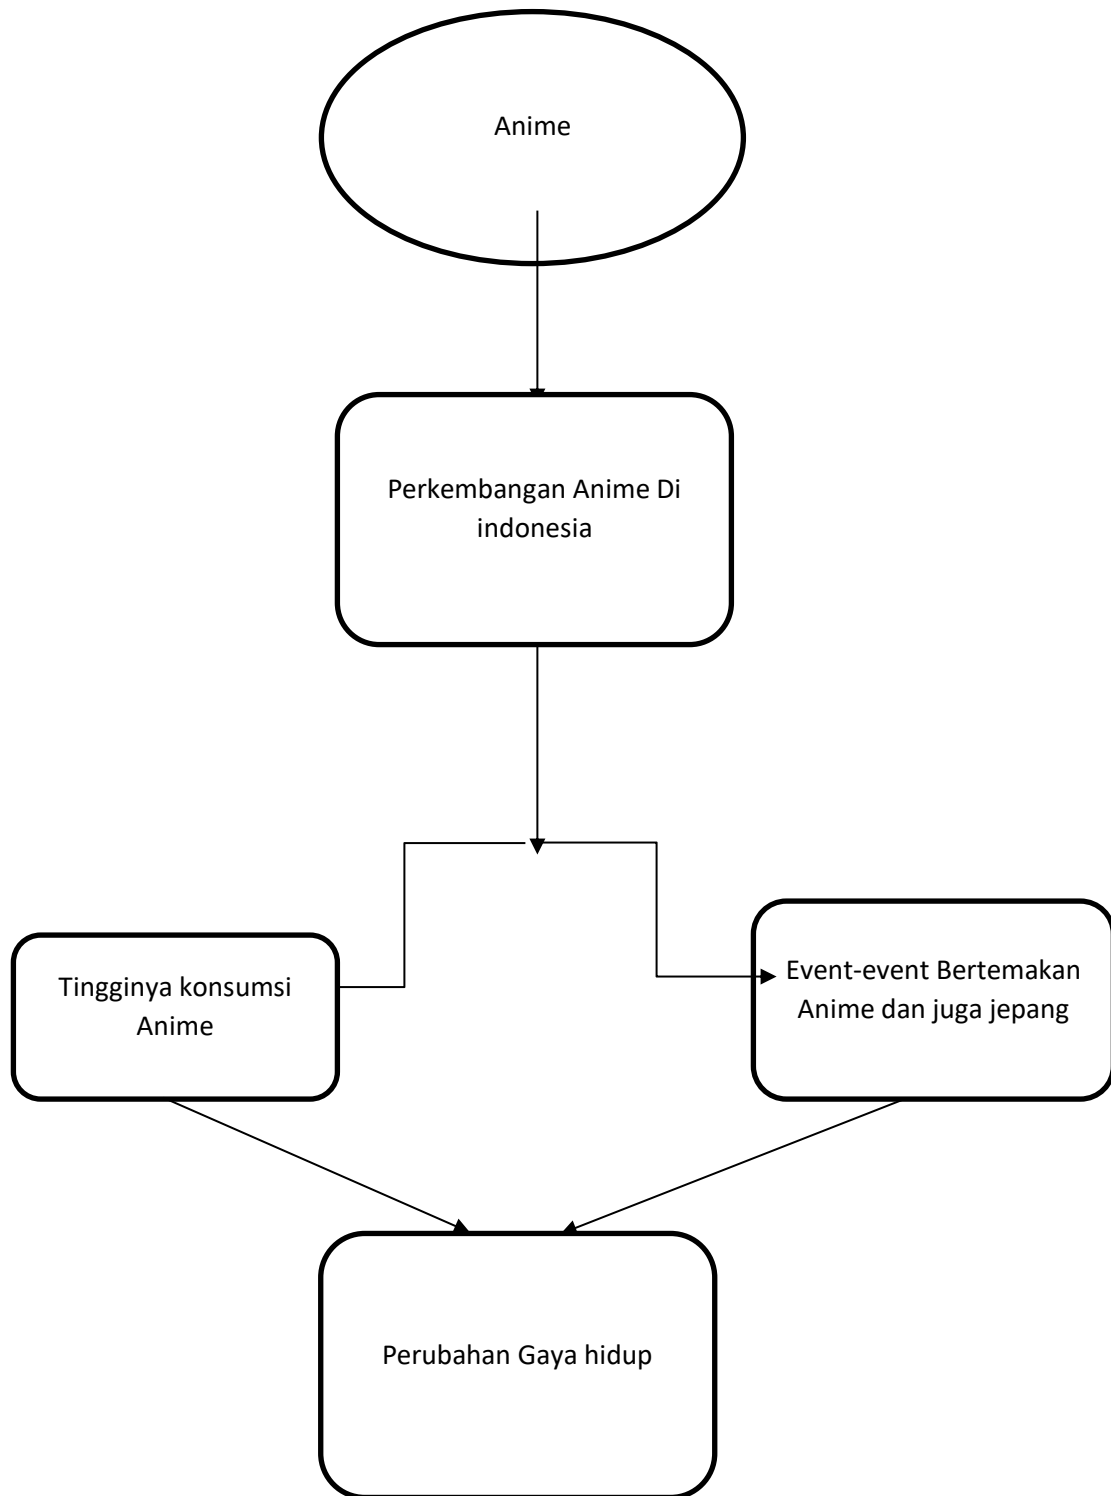 Anime
Perkembangan Anime Di
indonesia
Tingginya konsumsi
Anime
Event-event Bertemakan
Anime dan juga jepang
Perubahan Gaya hidup